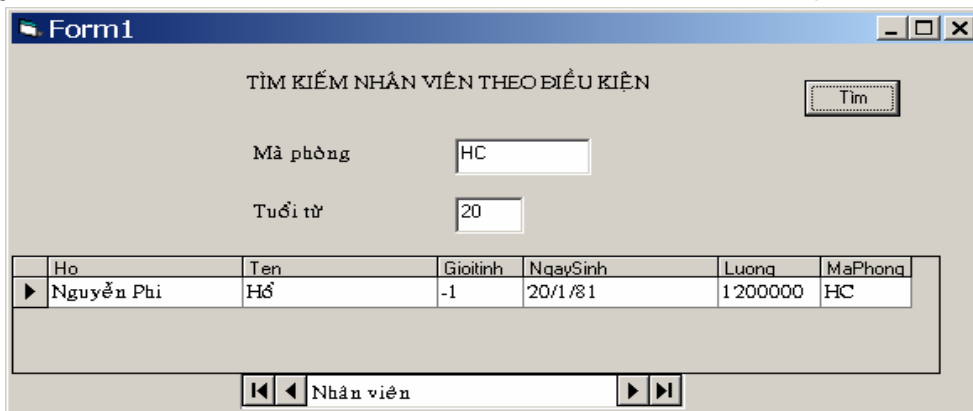 Form1
TÌM KIẾM NHÂN VIÊN THEO ĐIỀU KIỆN
Tìm
Mã phòng HC
Tuổi từ 20
Ho Ten Gioitinh NgaySinh Luong MaPhong
Nguyễn Phi Hổ -1 20/1/81 1200000 HC
Nhân viên